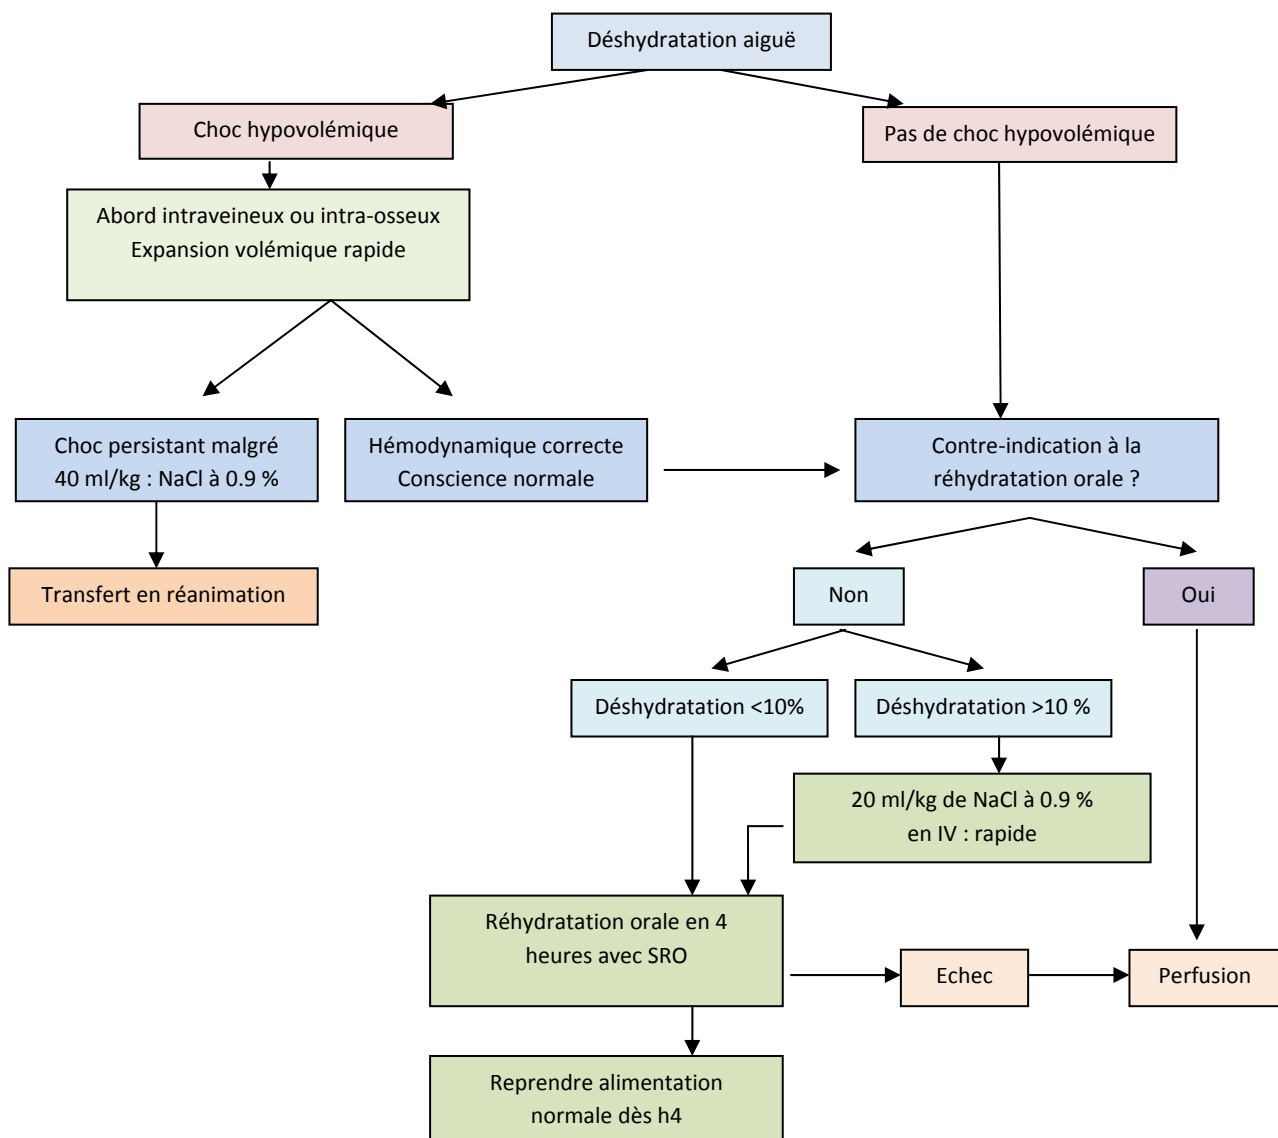 Déshydratation aiguë
Choc hypovolémique
Pas de choc hypovolémique
Abord intraveineux ou intra-osseux
Expansion volémique rapide
Choc persistant malgré
40 ml/kg : NaCl à 0.9 %
Hémodynamique correcte
Conscience normale
Contre-indication à la
réhydratation orale ?
Transfert en réanimation
Non
Oui
Déshydratation <10%
Déshydratation >10 %
20 ml/kg de NaCl à 0.9 %
en IV : rapide
Réhydratation orale en 4
heures avec SRO
Echec
Perfusion
Reprendre alimentation
normale dès h4